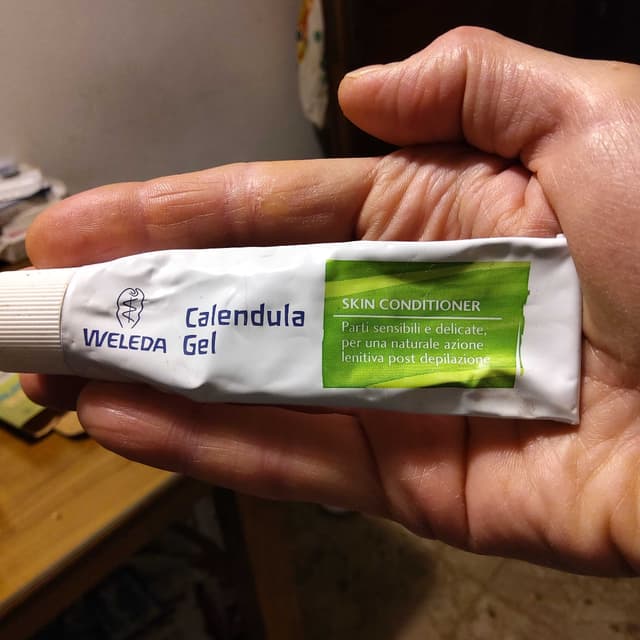 WELEDA
Calendula
Gel
SKIN CONDITIONER
Parti sensibili e delicate,
per una naturale azione
lenitiva post depilazione